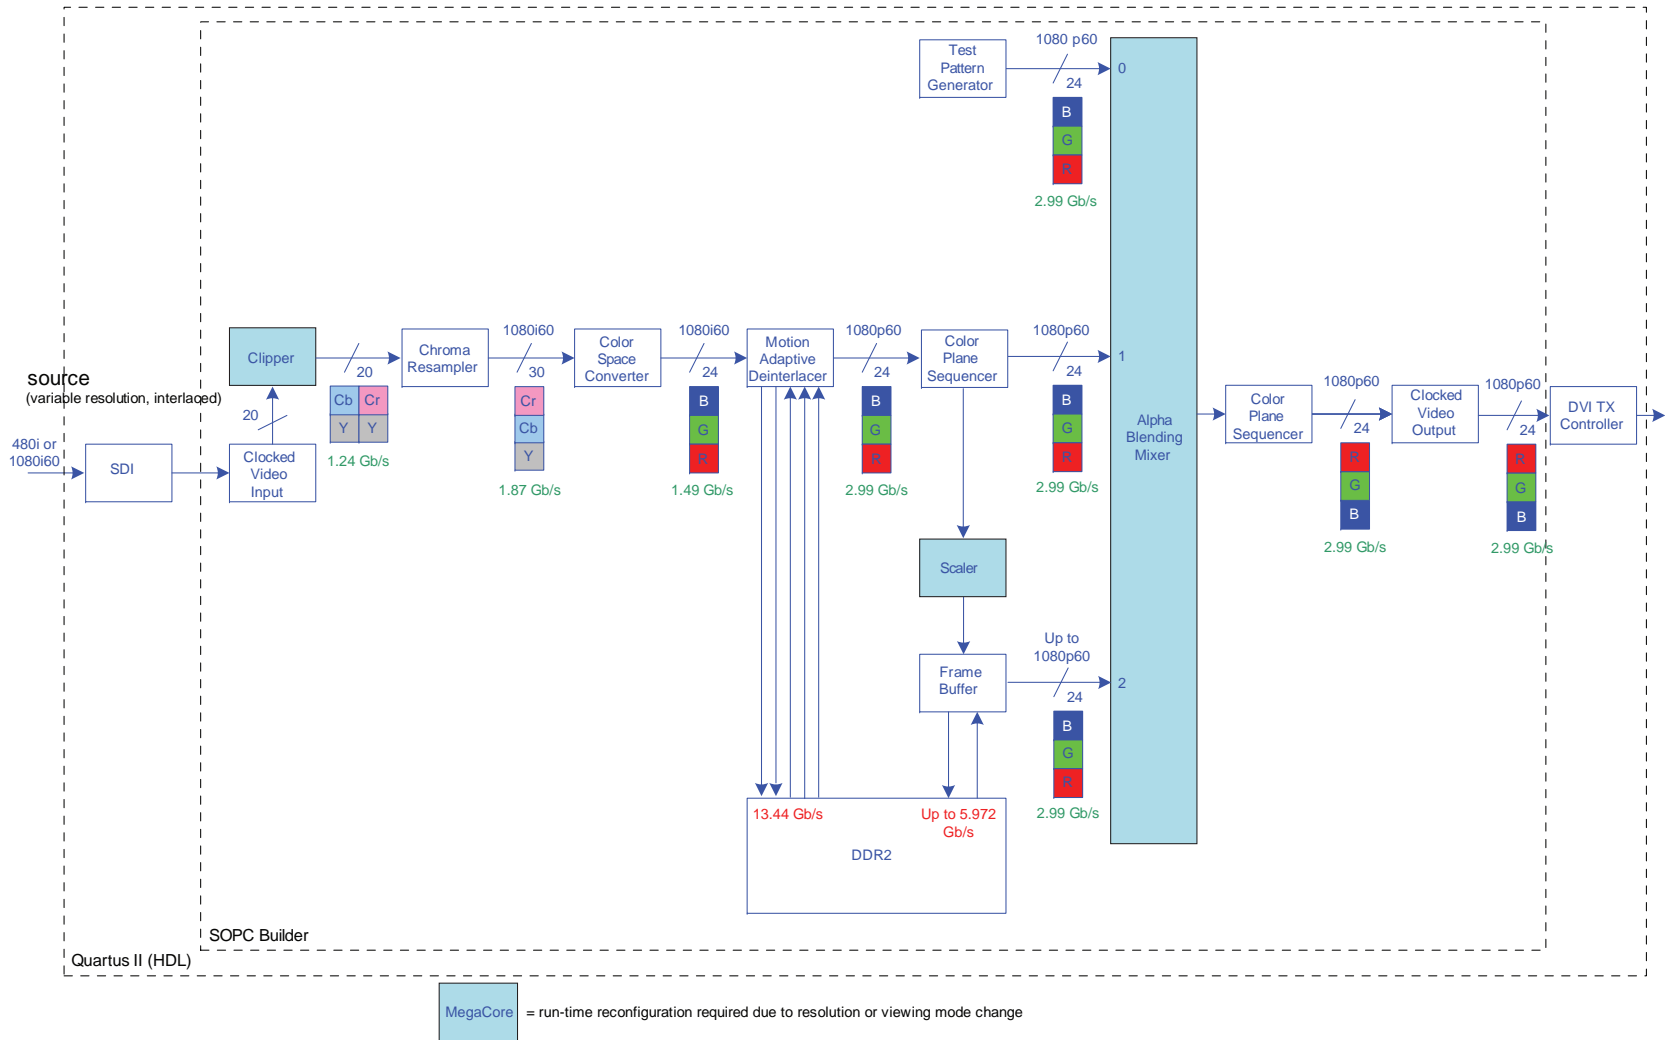 Test
Pattern
Generator
1080 p60
24
0
B
G
R
2.99 Gb/s
Clipper
20
Cb Cr
Y Y
1.24 Gb/s
Chroma
Resampler
1080i60
30
Cr
Cb
Y
1.87 Gb/s
Color
Space
Converter
1080i60
24
B
G
R
1.49 Gb/s
Motion
Adaptive
Deinterlacer
1080p60
24
B
G
R
2.99 Gb/s
Color
Plane
Sequencer
1080p60
24
1
B
G
R
2.99 Gb/s
source
(variable resolution, interlaced)
480i or
1080i60
SDI
20
Clocked
Video
Input
Alpha
Blending
Mixer
Color
Plane
Sequencer
1080p60
24
R
G
B
2.99 Gb/s
Clocked
Video
Output
1080p60
24
R
G
B
2.99 Gb/s
DVI TX
Controller
Scaler
Frame
Buffer
Up to
1080p60
24
2
B
G
R
2.99 Gb/s
13.44 Gb/s
Up to 5.972
Gb/s
DDR2
SOPC Builder
Quartus II (HDL)
MegaCore = run-time reconfiguration required due to resolution or viewing mode change